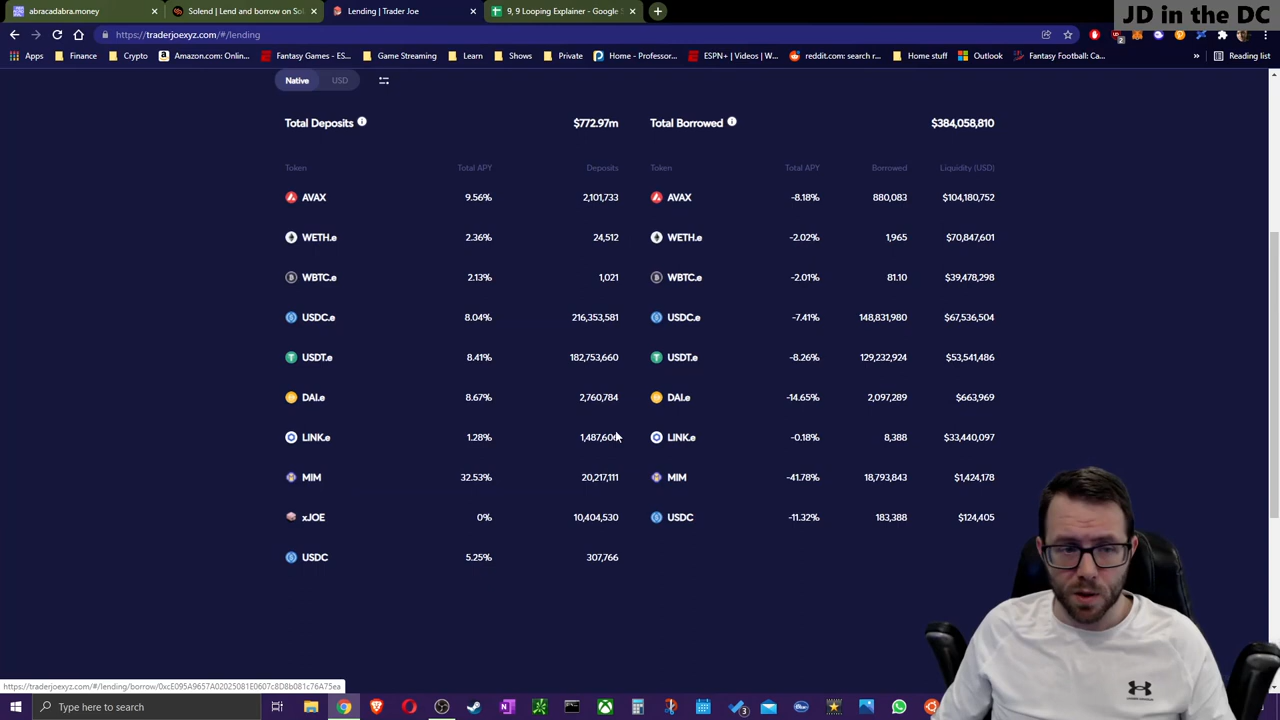 abracadabra.money
Solend | Lend and borrow on Sol
Lending | Trader Joe
9, 9 Looping Explainer - Google S
JD in the DC
https://traderjoexyz.com/#/lending
Apps
Finance
Crypto
Amazon.com: Onlin...
Fantasy Games - ES...
Game Streaming
Learn
Shows
Private
Home - Professor...
ESPN+ | Videos | W...
reddit.com: search r...
Home stuff
Outlook
Fantasy Football: Ca...
»
Reading list
Native USD
Total Deposits $772.97m Total Borrowed $384,058,810
Token Total APY Deposits Token Total APY Borrowed Liquidity (USD)
AVAX 9.56% 2,101,733 AVAX -8.18% 880,083 $104,180,752
WETH.e 2.36% 24,512 WETH.e -2.02% 1,965 $70,847,601
WBTC.e 2.13% 1,021 WBTC.e -2.01% 81.10 $39,478,298
USDC.e 8.04% 216,353,581 USDC.e -7.41% 148,831,980 $67,536,504
USDT.e 8.41% 182,753,660 USDT.e -8.26% 129,232,924 $53,541,486
DAI.e 8.67% 2,760,784 DAI.e -14.65% 2,097,289 $663,969
LINK.e 1.28% LINK.e -0.18% 8,388 $33,440,097
MIM 32.53% 20,217,111 MIM -41.78% 18,793,843 $1,424,178
xJOE 0% 10,404,530 USDC -11.32% 183,388 $124,405
USDC 5.25% 307,766
UNDER ARMOUR
Type here to search